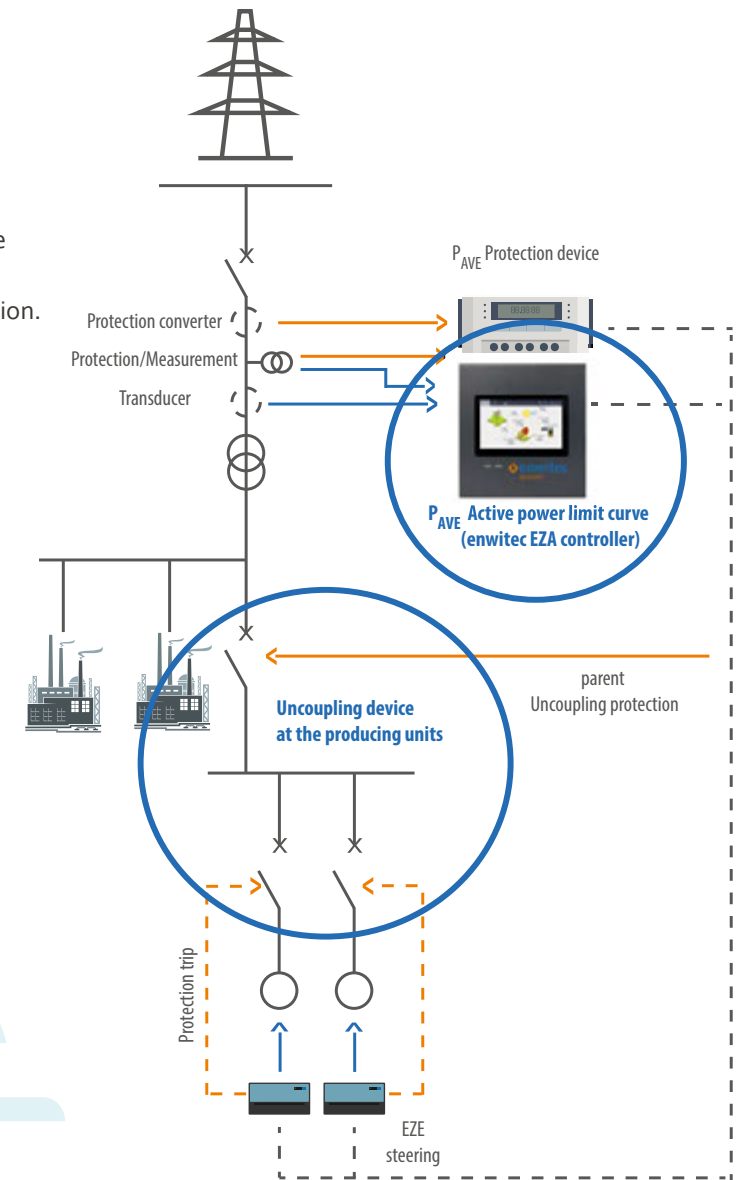 e
ion.
P_AVE Protection device
Protection converter
Protection/Measurement
Transducer
P_AVE Active power limit curve
(enwitec EZA controller)
parent
Uncoupling protection
Uncoupling device
at the producing units
Protection trip
EZE
steering